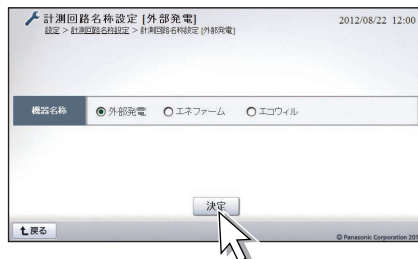 計測回路名称設定 [外部発電]
2012/08/22 12:00
設定 > 計測回路名称設定 > 計測回路名称設定 [外部発電]
機器名称 外部発電 エネファーム エコウィル
決定
戻る
© Panasonic Corporation 201